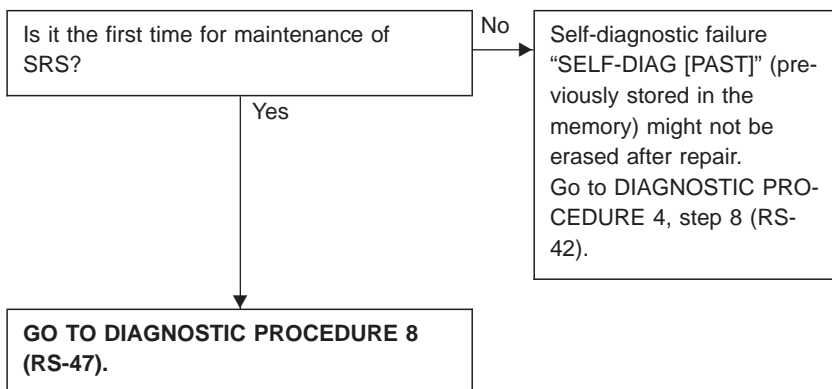 Is it the first time for maintenance of
SRS?
No
Self-diagnostic failure
“SELF-DIAG [PAST]” (pre-
viously stored in the
memory) might not be
erased after repair.
Go to DIAGNOSTIC PRO-
CEDURE 4, step 8 (RS-
42).
Yes
GO TO DIAGNOSTIC PROCEDURE 8
(RS-47).